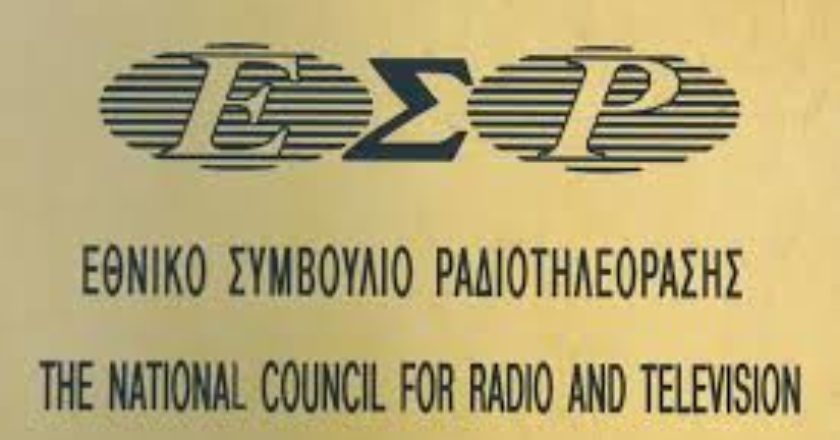 ΕΣΡ
ΕΘΝΙΚΟ ΣΥΜΒΟΥΛΙΟ ΡΑΔΙΟΤΗΛΕΟΡΑΣΗΣ
THE NATIONAL COUNCIL FOR RADIO AND TELEVISION